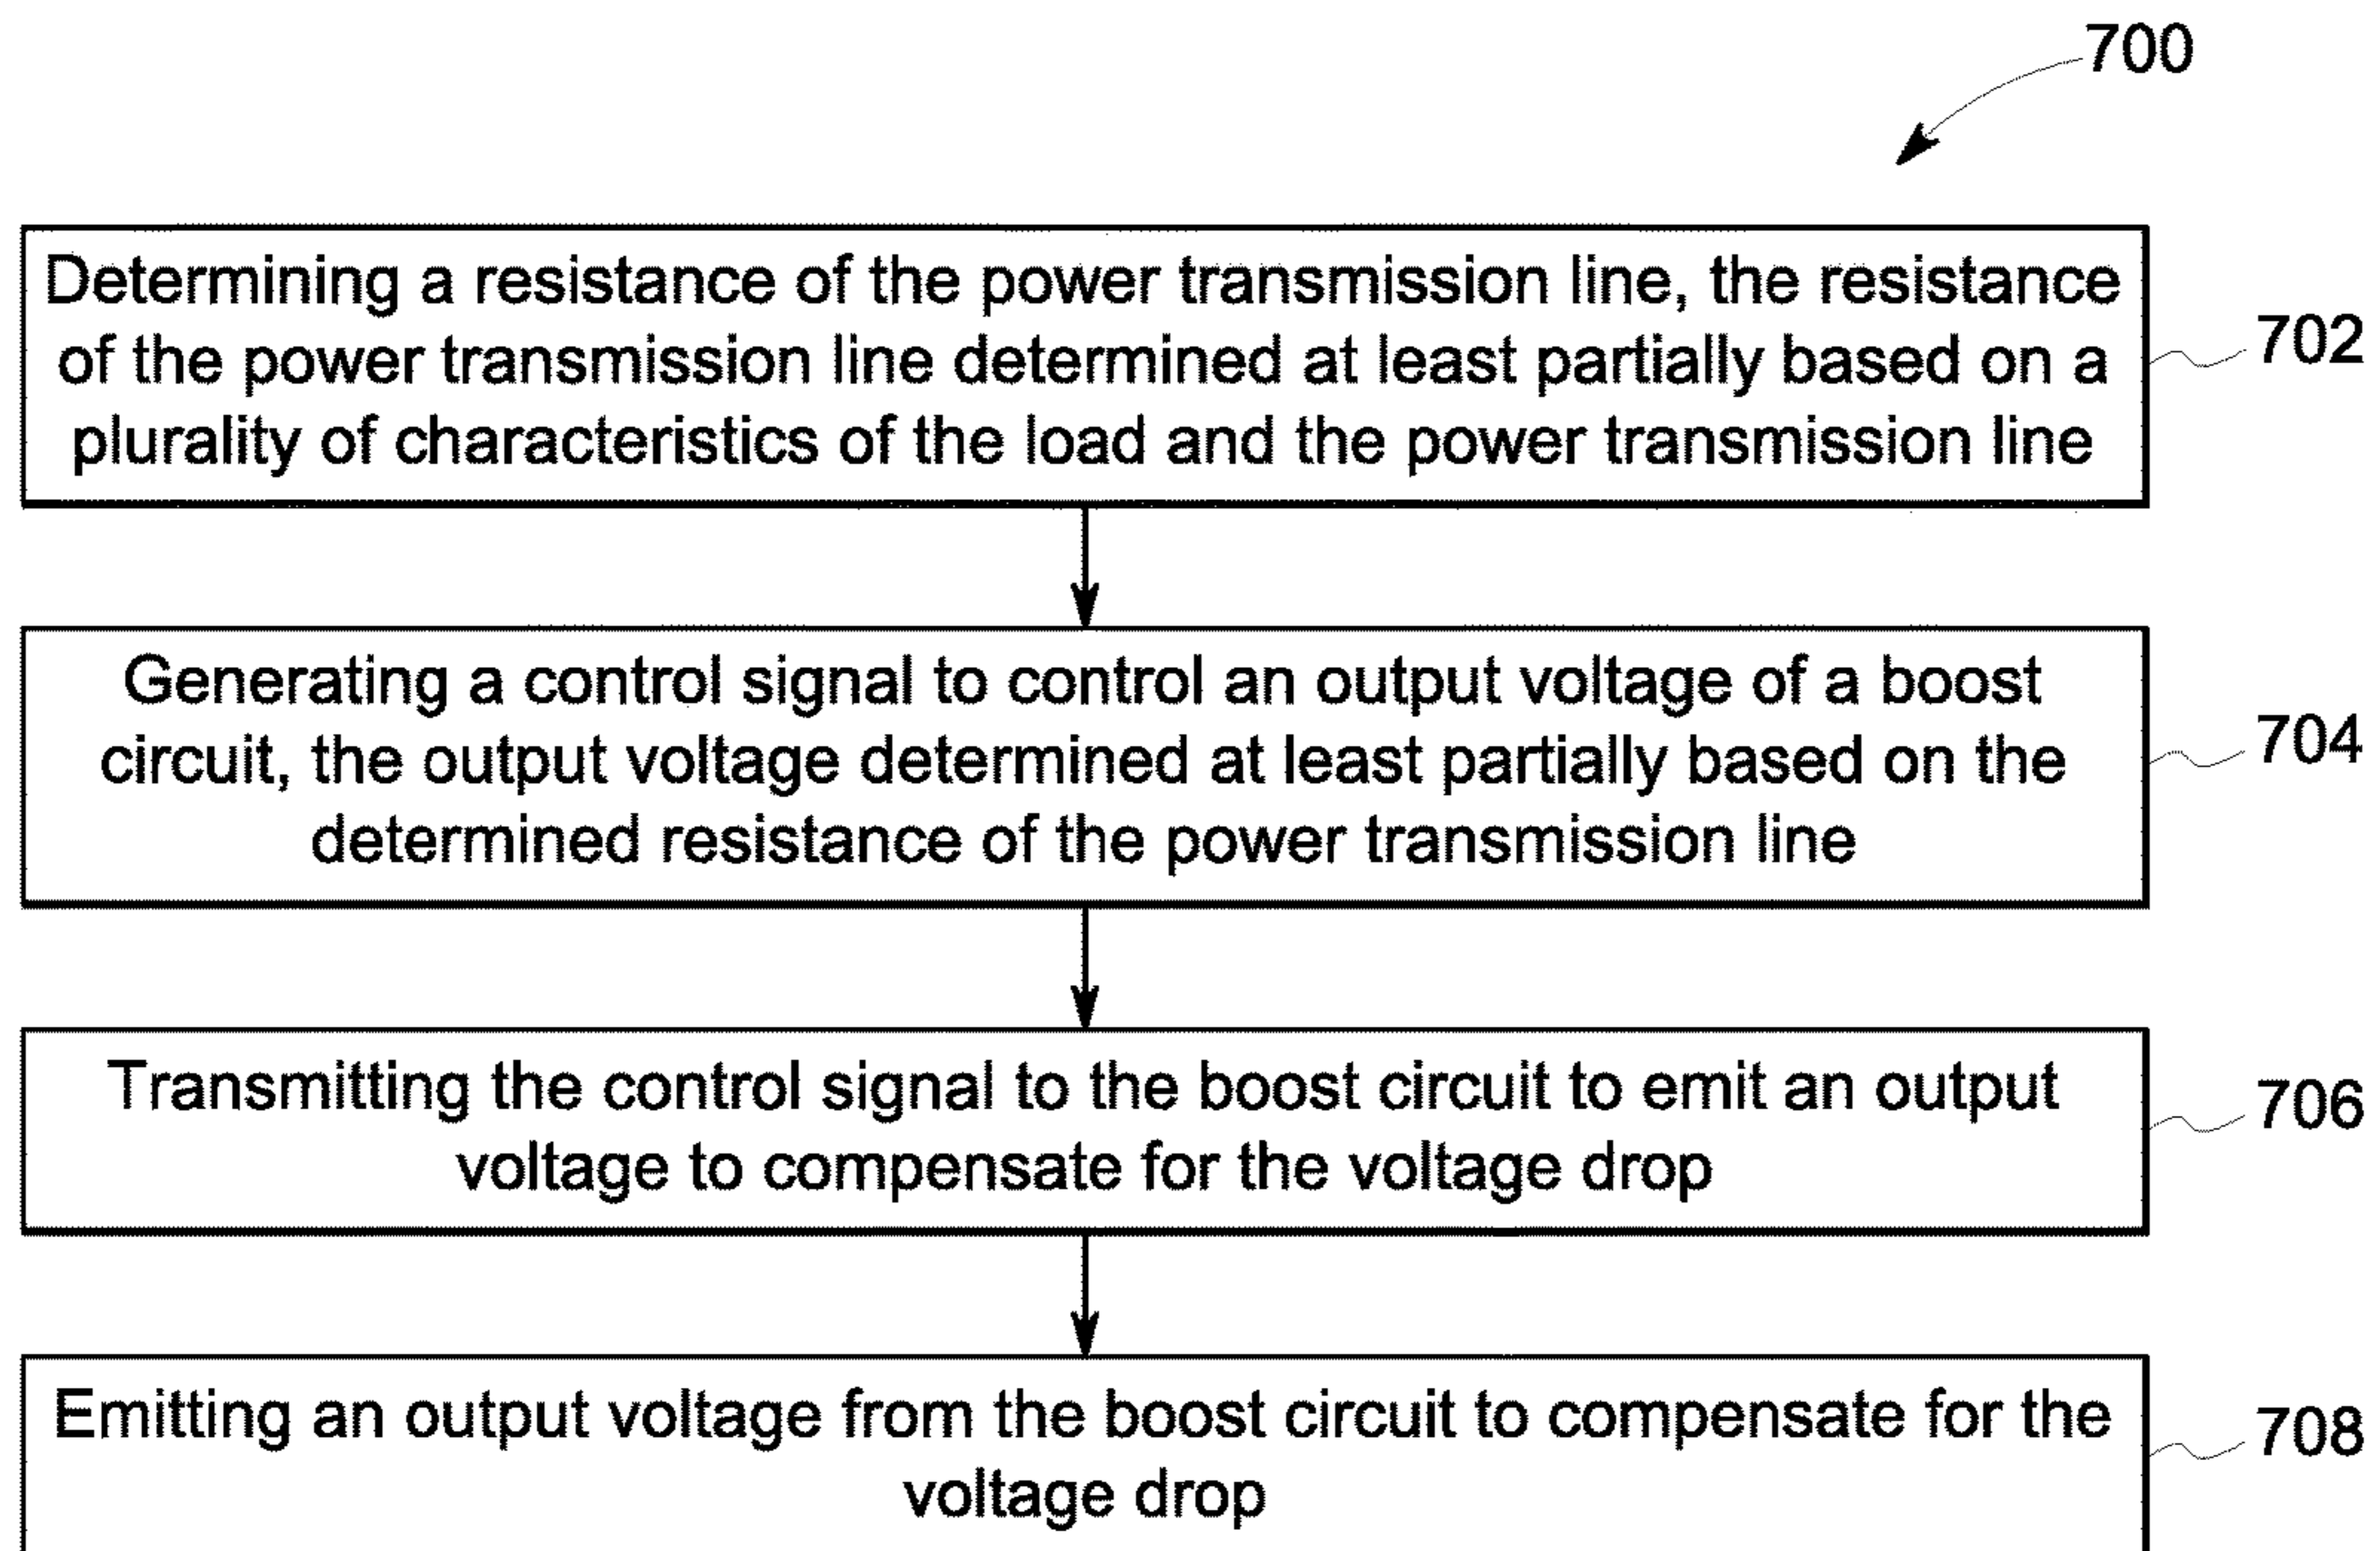 700
Determining a resistance of the power transmission line, the resistance
of the power transmission line determined at least partially based on a
plurality of characteristics of the load and the power transmission line
702
Generating a control signal to control an output voltage of a boost
circuit, the output voltage determined at least partially based on the
determined resistance of the power transmission line
704
Transmitting the control signal to the boost circuit to emit an output
voltage to compensate for the voltage drop
706
Emitting an output voltage from the boost circuit to compensate for the
voltage drop
708